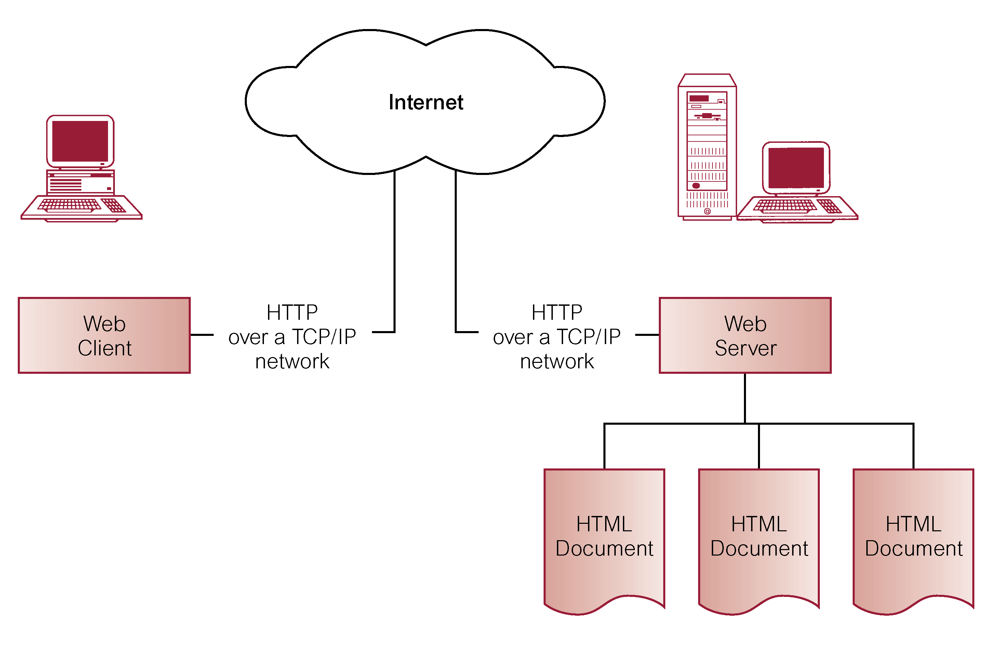 Internet
Web
Client
HTTP
over a TCP/IP
network
HTTP
over a TCP/IP
network
Web
Server
HTML
Document
HTML
Document
HTML
Document